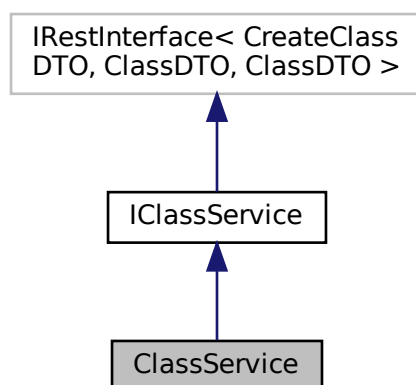 IRestInterface< CreateClass
DTO, ClassDTO, ClassDTO >
IClassService
ClassService